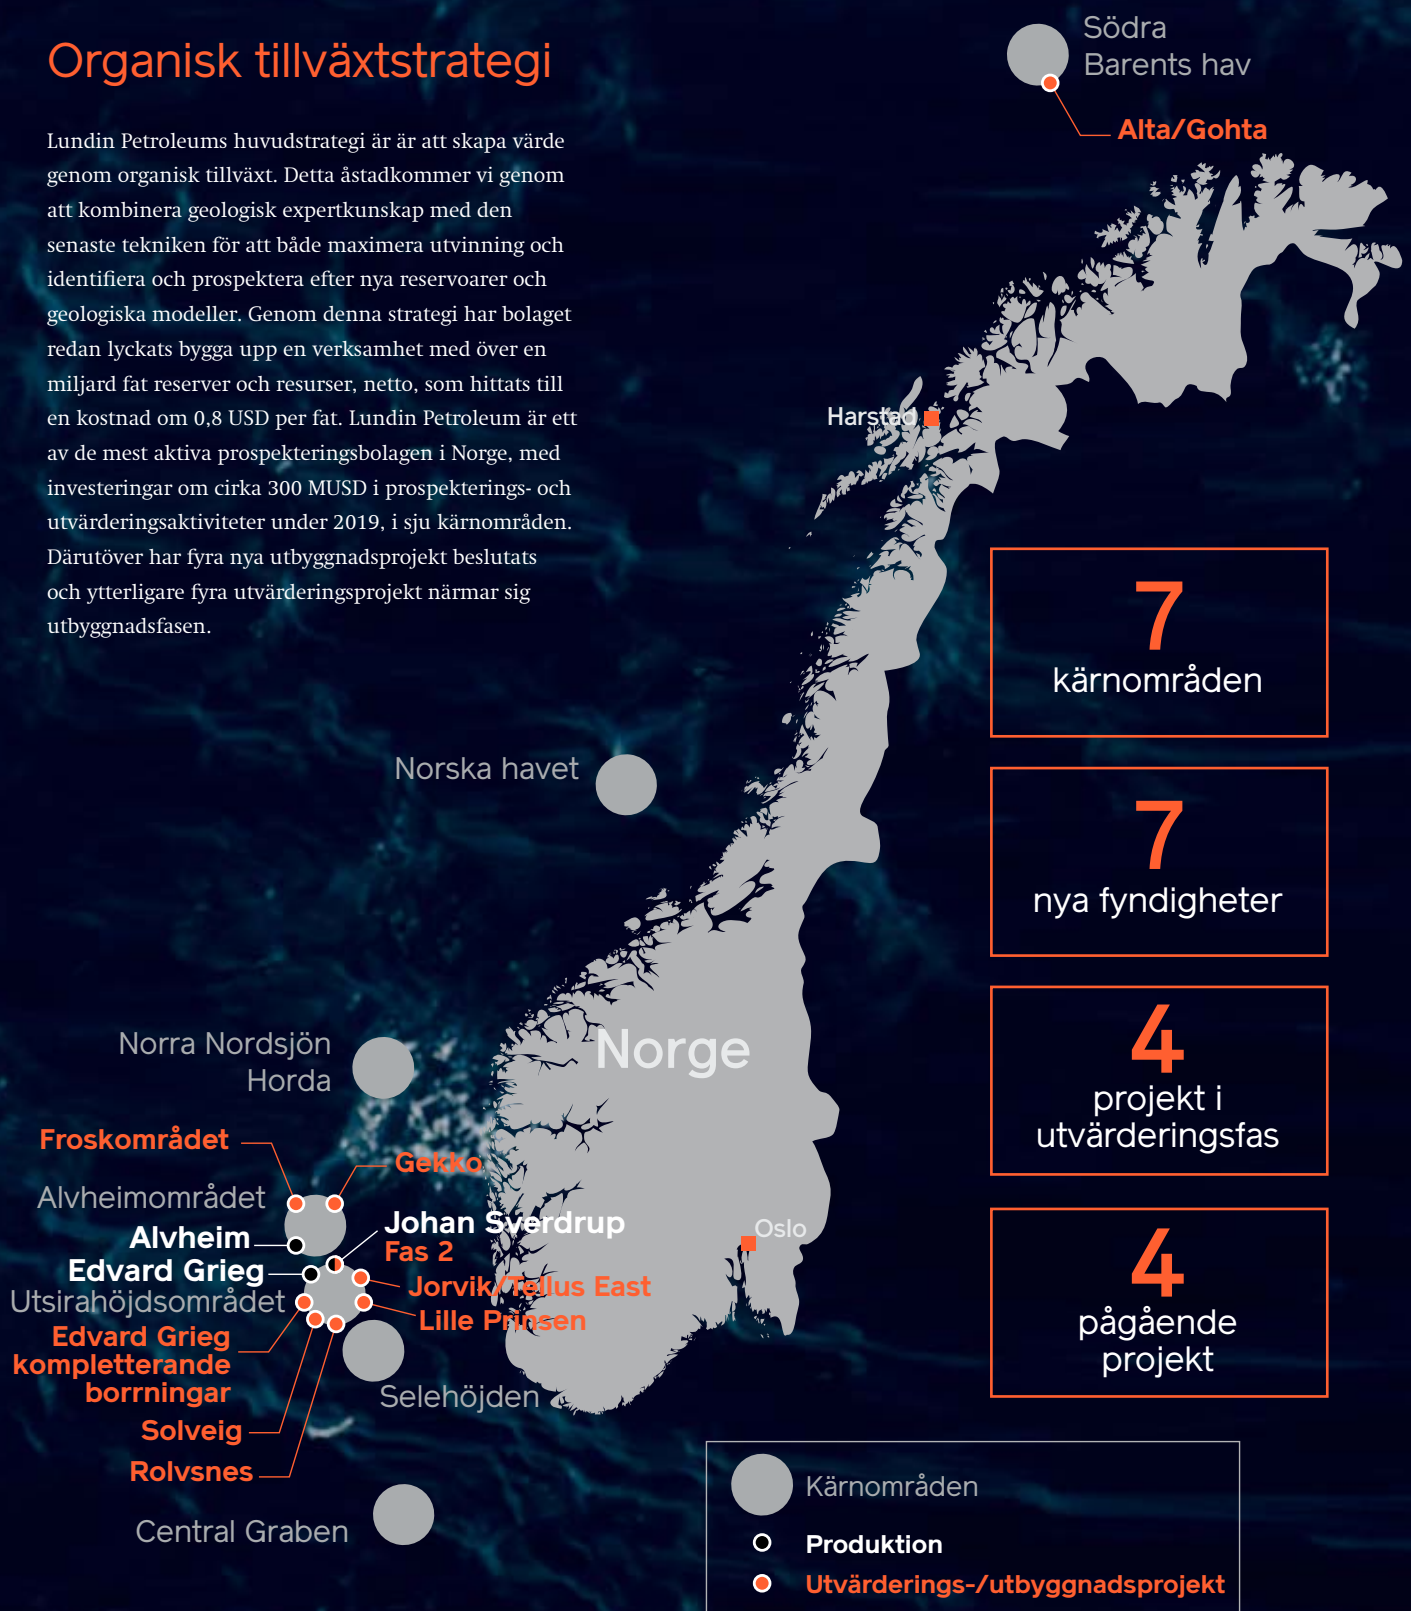 Organisk tillväxtstrategi
Lundin Petroleums huvudstrategi är är att skapa värde
genom organisk tillväxt. Detta åstadkommer vi genom
att kombinera geologisk expertkunskap med den
senaste tekniken för att både maximera utvinning och
identifiera och prospektera efter nya reservoarer och
geologiska modeller. Genom denna strategi har bolaget
redan lyckats bygga upp en verksamhet med över en
miljard fat reserver och resurser, netto, som hittats till
en kostnad om 0,8 USD per fat. Lundin Petroleum är ett
av de mest aktiva prospekteringsbolagen i Norge, med
investeringar om cirka 300 MUSD i prospekterings- och
utvärderingsaktiviteter under 2019, i sju kärnområden.
Därutöver har fyra nya utbyggnadsprojekt beslutats
och ytterligare fyra utvärderingsprojekt närmar sig
utbyggnadsfasen.
Södra
Barents hav
Alta/Gohta
Harstad
7
kärnområden
Norska havet
7
nya fyndigheter
4
projekt i
utvärderingsfas
Norge
Norra Nordsjön
Horda
Froskområdet
Gekko
Alvheimområdet
Alvheim
Johan Sverdrup
Fas 2
Oslo
Edvard Grieg
Jorvik/Tellus East
Utsirahöjdsområdet
Lille Prinsen
Edvard Grieg
kompletterande
borrningar
4
pågående
projekt
Selehöjden
Solveig
Rolvsnes
Central Graben
Kärnområden
Produktion
Utvärderings-/utbyggnadsprojekt